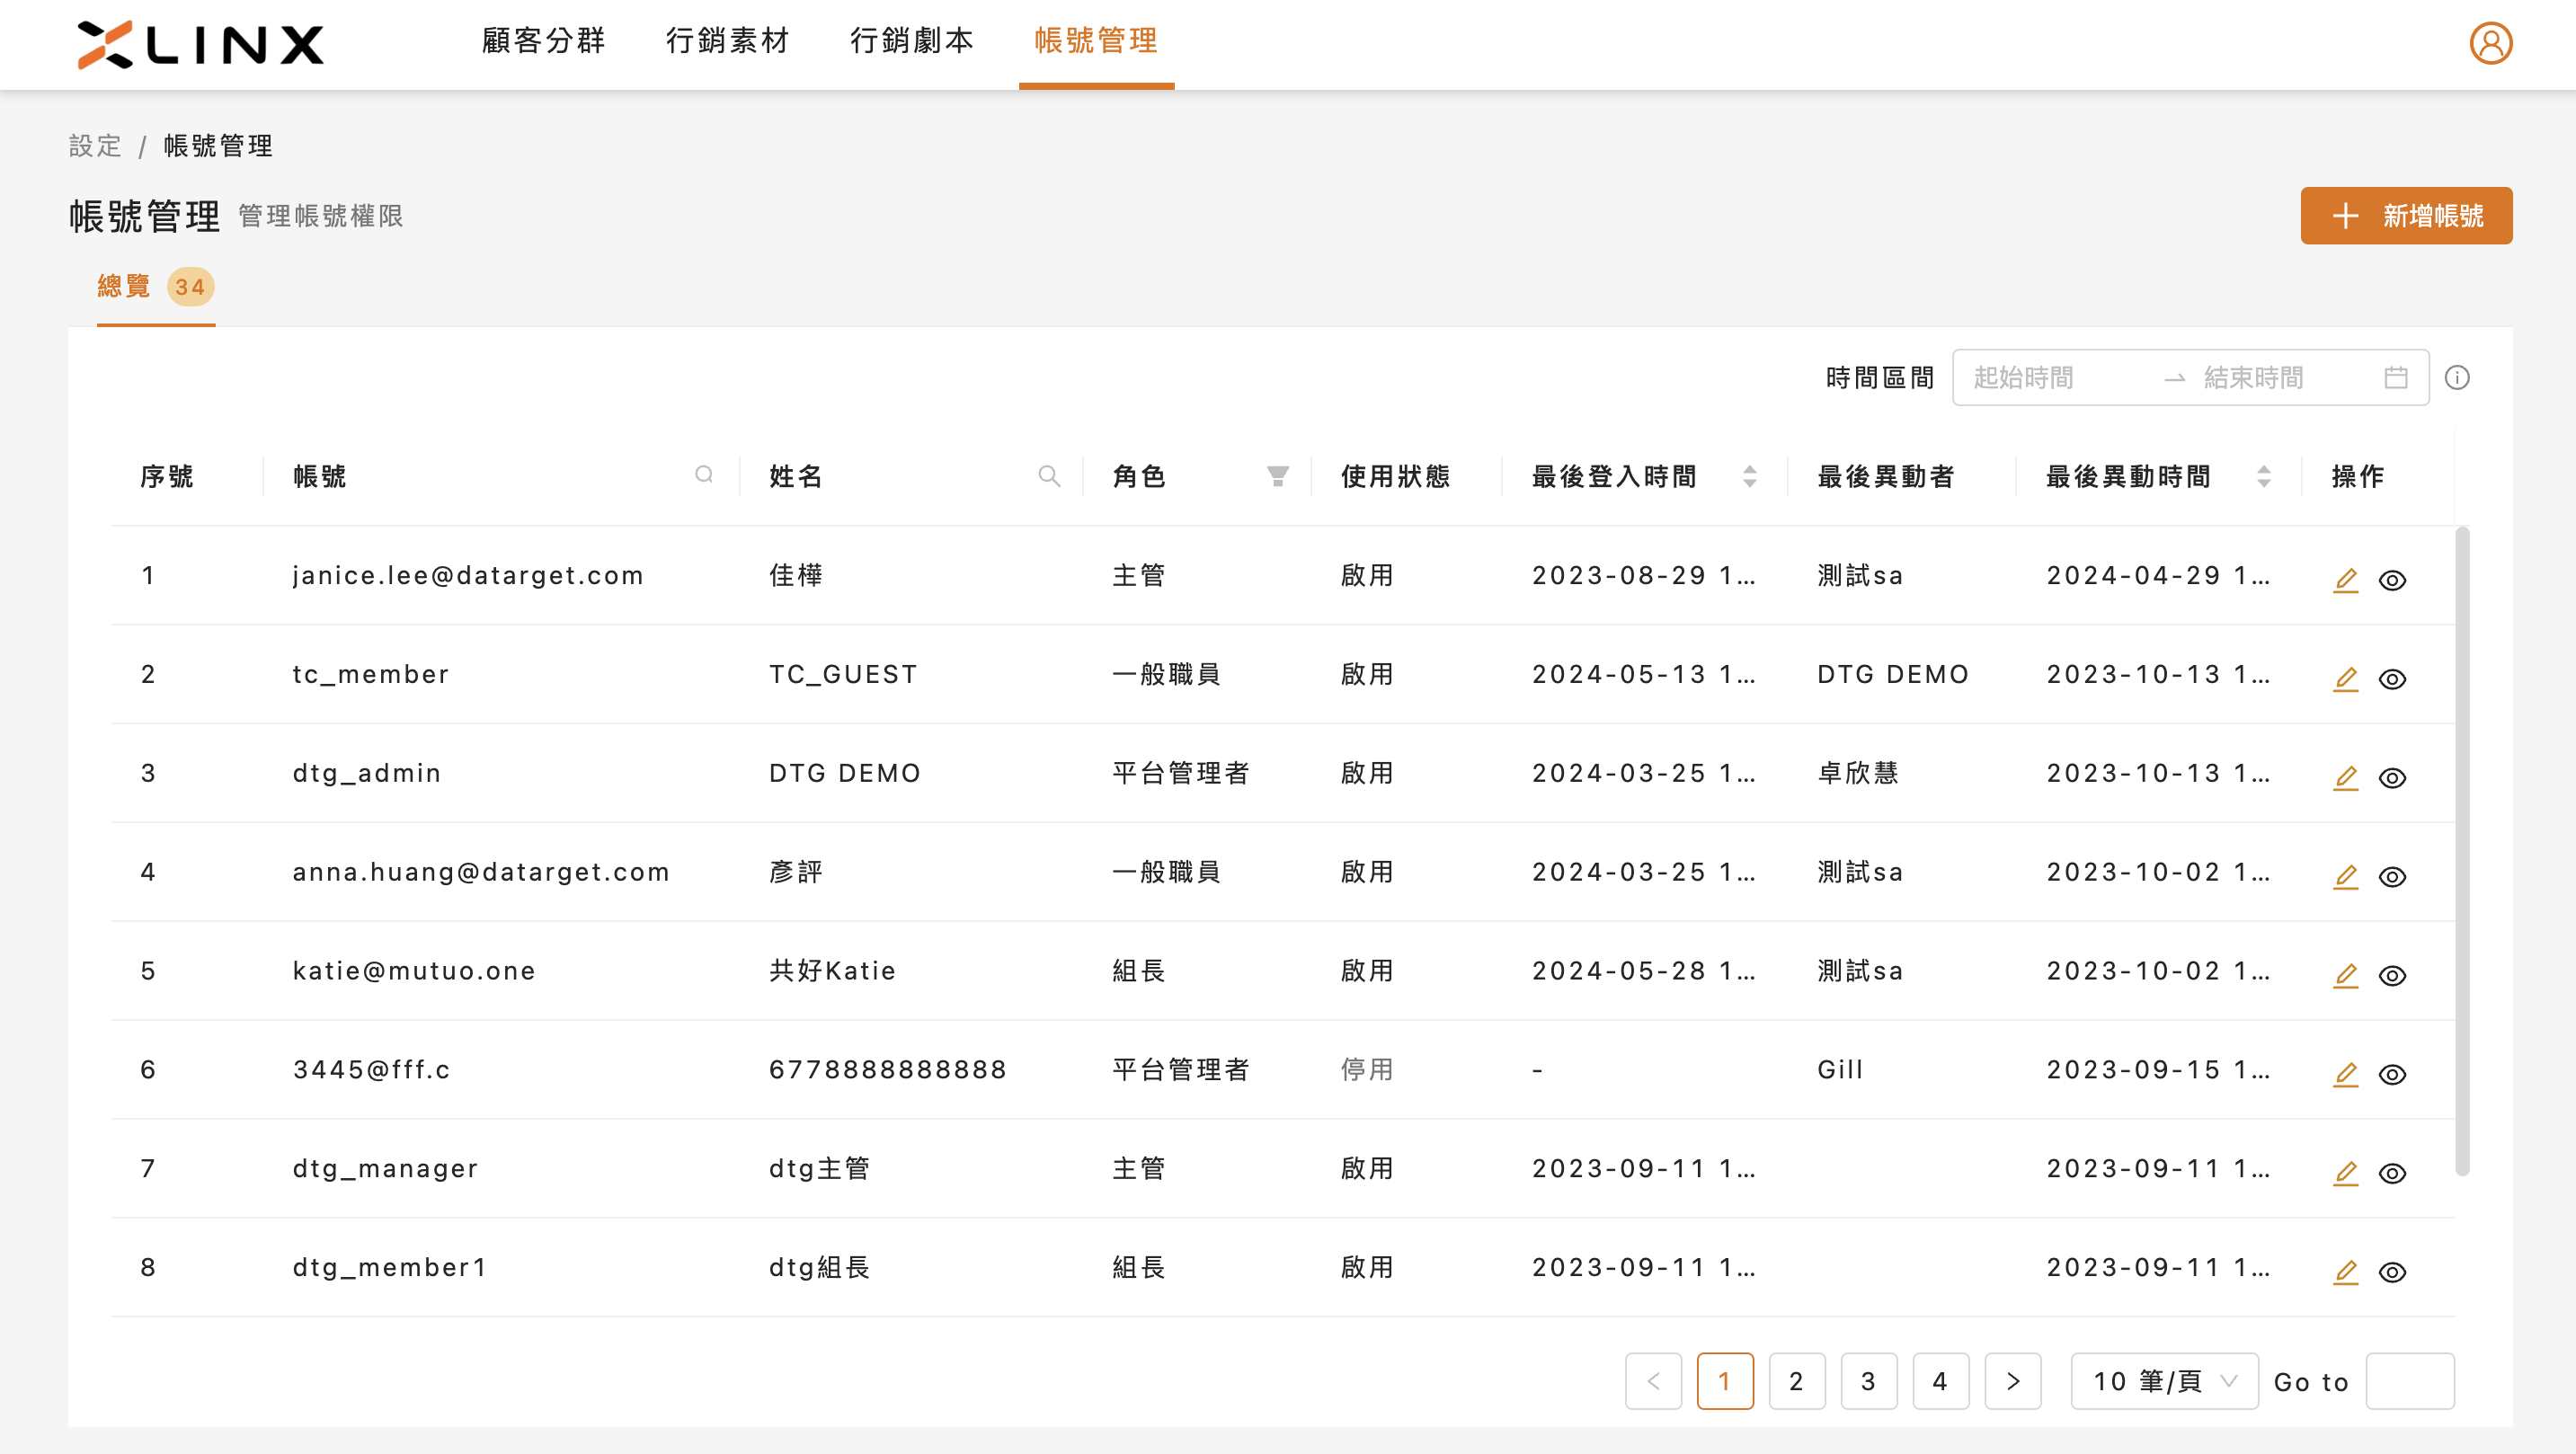 XLINX 顧客分群 行銷素材 行銷劇本 帳號管理
設定 / 帳號管理
帳號管理 管理帳號權限 新增帳號
總覽 34
時間區間 起始時間 → 結束時間
序號 帳號 姓名 角色 使用狀態 最後登入時間 最後異動者 最後異動時間 操作
1 janice.lee@datarget.com 佳樺 主管 啟用 2023-08-29 1... 測試sa 2024-04-29 1...
2 tc_member TC_GUEST 一般職員 啟用 2024-05-13 1... DTG DEMO 2023-10-13 1...
3 dtg_admin DTG DEMO 平台管理者 啟用 2024-03-25 1... 卓欣慧 2023-10-13 1...
4 anna.huang@datarget.com 彥評 一般職員 啟用 2024-03-25 1... 測試sa 2023-10-02 1...
5 katie@mutuo.one 共好Katie 組長 啟用 2024-05-28 1... 測試sa 2023-10-02 1...
6 3445@fff.c 6778888888888 平台管理者 停用 - Gill 2023-09-15 1...
7 dtg_manager dtg主管 主管 啟用 2023-09-11 1... 2023-09-11 1...
8 dtg_member1 dtg組長 組長 啟用 2023-09-11 1... 2023-09-11 1...
< 1 2 3 4 > 10 筆/頁 Go to